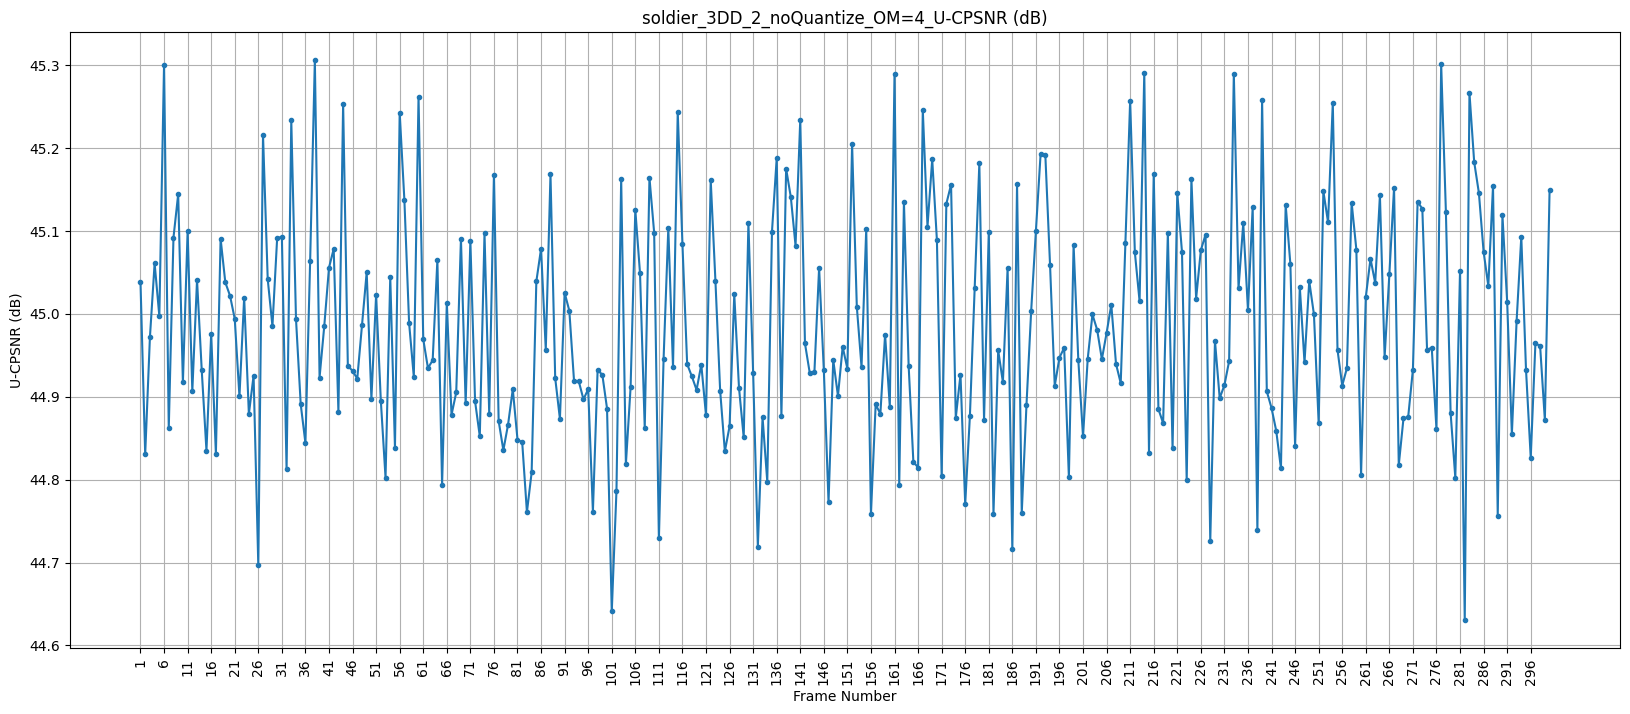 soldier_3DD_2_noQuantize_OM=4_U-CPSNR (dB)
U-CPSNR (dB)
45.3
45.2
45.1
45.0
44.9
44.8
44.7
44.6
1 6 11 16 21 26 31 36 41 46 51 56 61 66 71 76 81 86 91 96 101 106 111 116 121 126 131 136 141 146 151 156 161 166 171 176 181 186 191 196 201 206 211 216 221 226 231 236 241 246 251 256 261 266 271 276 281 286 291 296
Frame Number